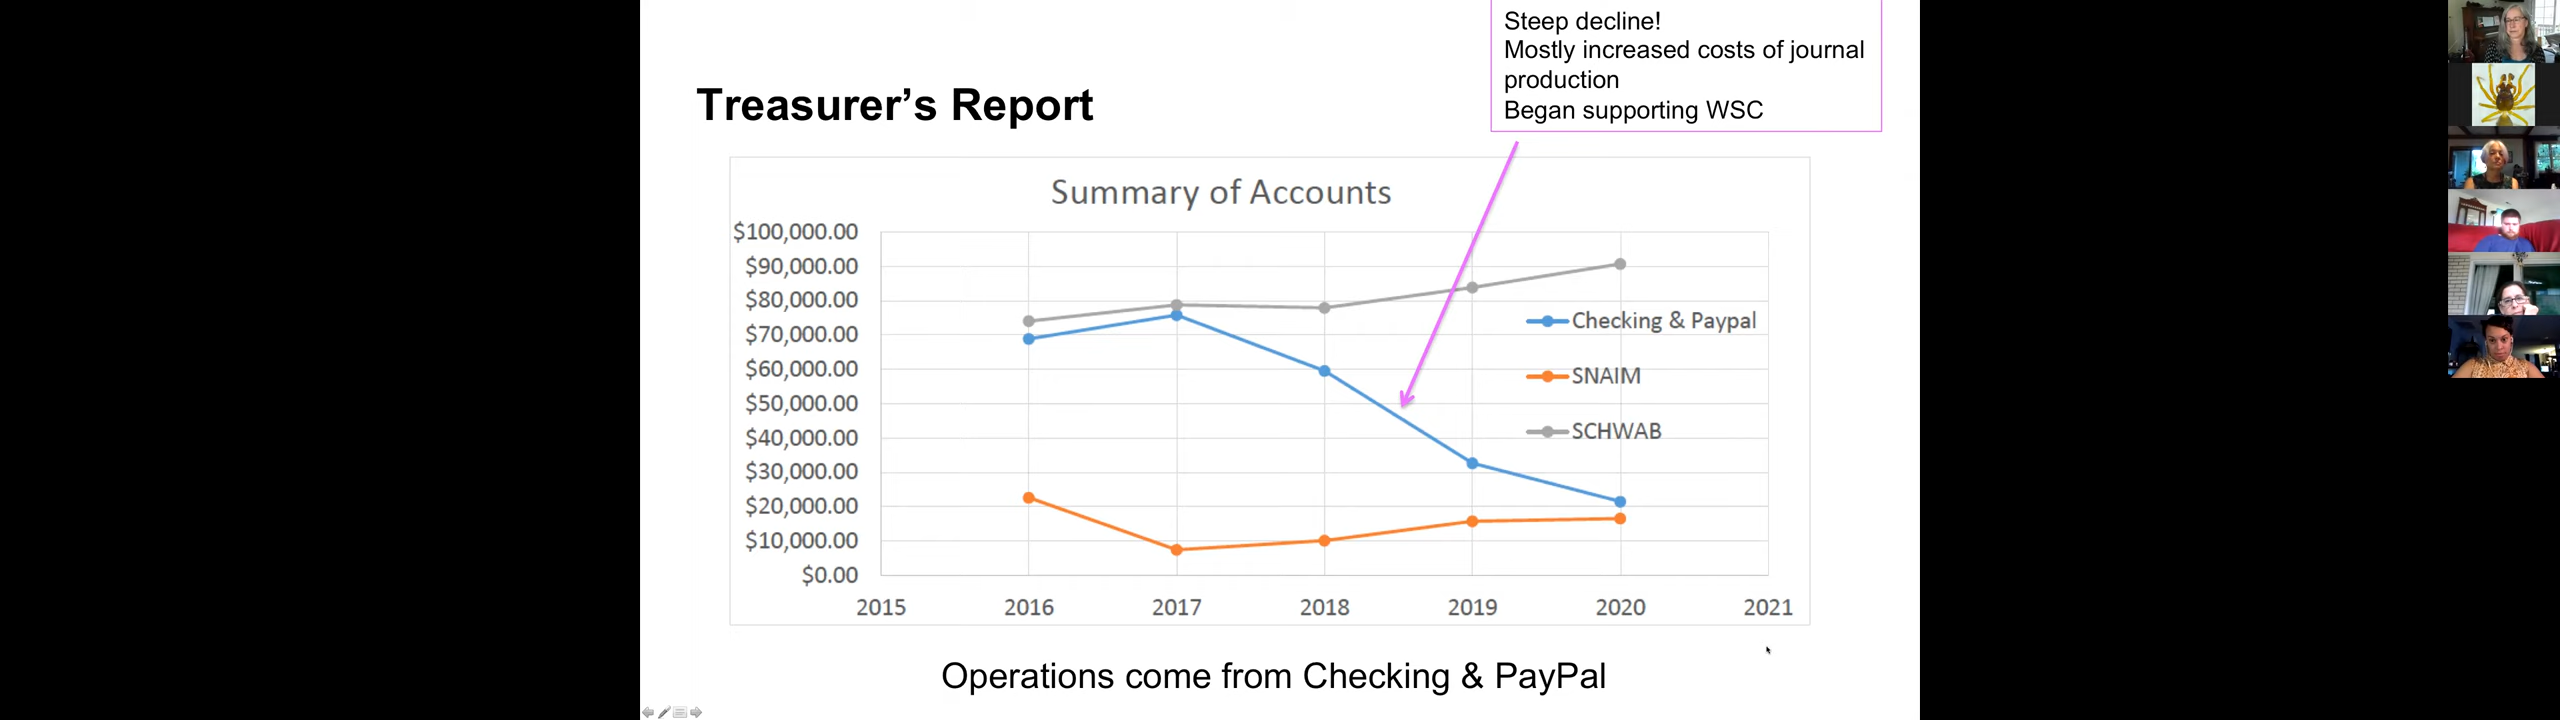 Steep decline!
Mostly increased costs of journal
production
Began supporting WSC
Treasurer’s Report
Summary of Accounts
$100,000.00
$90,000.00
$80,000.00
$70,000.00
$60,000.00
$50,000.00
$40,000.00
$30,000.00
$20,000.00
$10,000.00
$0.00
Checking & Paypal
SNAIM
SCHWAB
2015 2016 2017 2018 2019 2020 2021
Operations come from Checking & PayPal